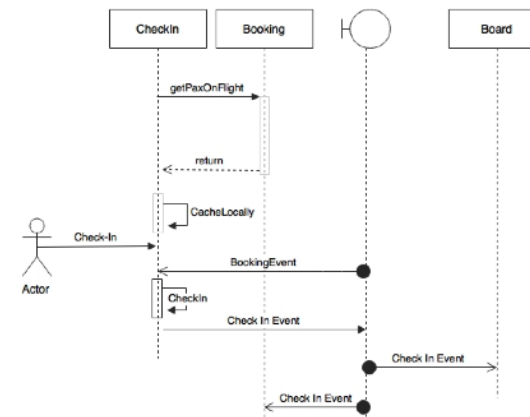 CheckIn
Booking
Board
getPaxOnFlight
return
CacheLocally
Check-In
BookingEvent
Actor
CheckIn
Check In Event
Check In Event
Check In Event